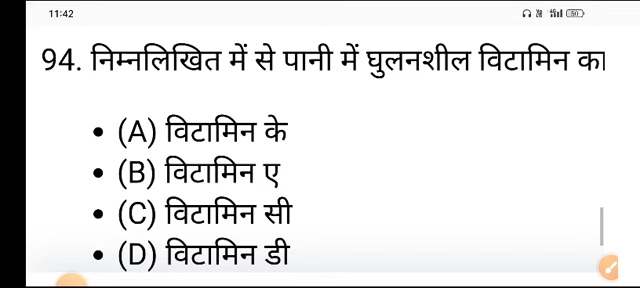 11:42
94. निम्नलिखित में से पानी में घुलनशील विटामिन का
• (A) विटामिन के
• (B) विटामिन ए
• (C) विटामिन सी
• (D) विटामिन डी